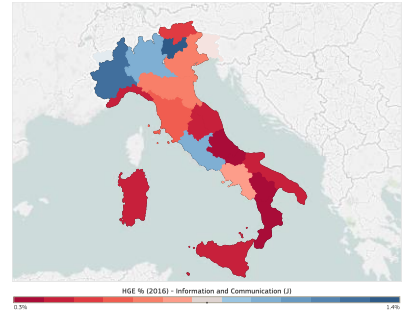 HGE % (2016) - Information and Communication (J)
0.3% 1.4%